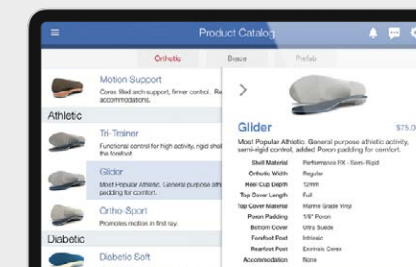 Product Catalog
Orthotic
Brace
Prefab
Motion Support
Cores filled arch support, firmer control. Re
accommodations.
Athletic
Tri-Trainer
Functional control for high activity, rigid shell
the forefoot
Glider
Most Popular Athletic. General purpose ath
padding for comfort.
Ortho-Sport
Promotes motion in first ray.
Diabetic
Diabetic Soft
Glider
$75.0
Most Popular Athletic. General purpose athletic activity,
semi-rigid control, added Poron padding for comfort.
Shell Material Performance FX - Semi-Rigid
Orthotic Width Regular
Heel Cup Depth 12mm
Top Cover Length Full
Top Cover Material Marine Grade Vinyl
Poron Padding 1/8" Poron
Bottom Cover Ultra Suede
Forefoot Post Intrinsic
Rearfoot Post Extrinsic Crepe
Accommodation None